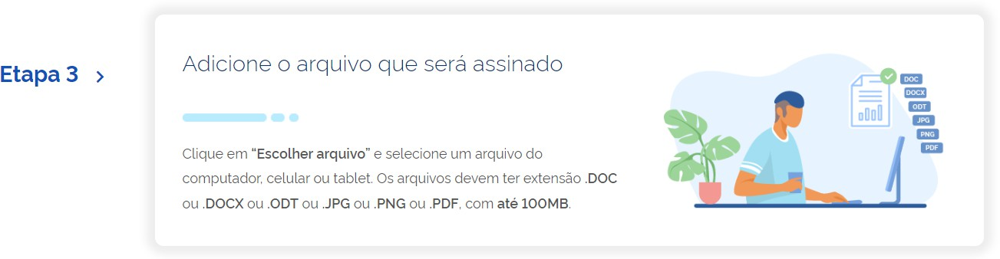 Etapa 3
Adicione o arquivo que será assinado
Clique em “Escolher arquivo” e selecione um arquivo do
computador, celular ou tablet. Os arquivos devem ter extensão .DOC
ou .DOCX ou .ODT ou .JPG ou .PNG ou .PDF, com até 100MB.
DOC
DOCX
ODT
JPG
PNG
PDF